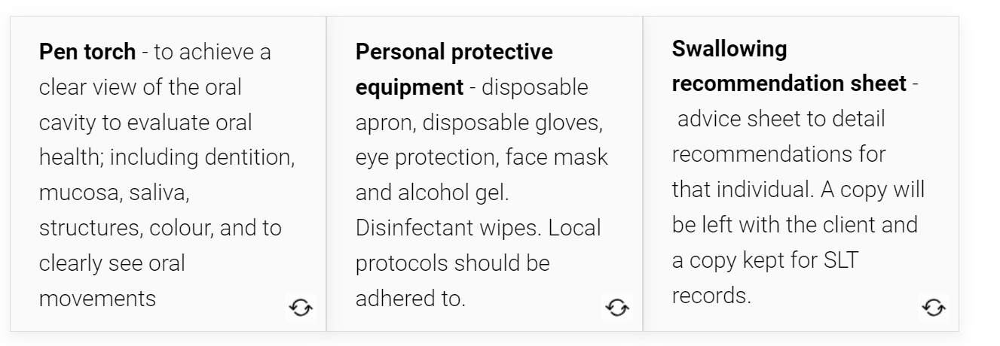 Pen torch - to achieve a
clear view of the oral
cavity to evaluate oral
health; including dentition,
mucosa, saliva,
structures, colour, and to
clearly see oral
movements
Personal protective
equipment - disposable
apron, disposable gloves,
eye protection, face mask
and alcohol gel.
Disinfectant wipes. Local
protocols should be
adhered to.
Swallowing
recommendation sheet -
advice sheet to detail
recommendations for
that individual. A copy will
be left with the client and
a copy kept for SLT
records.